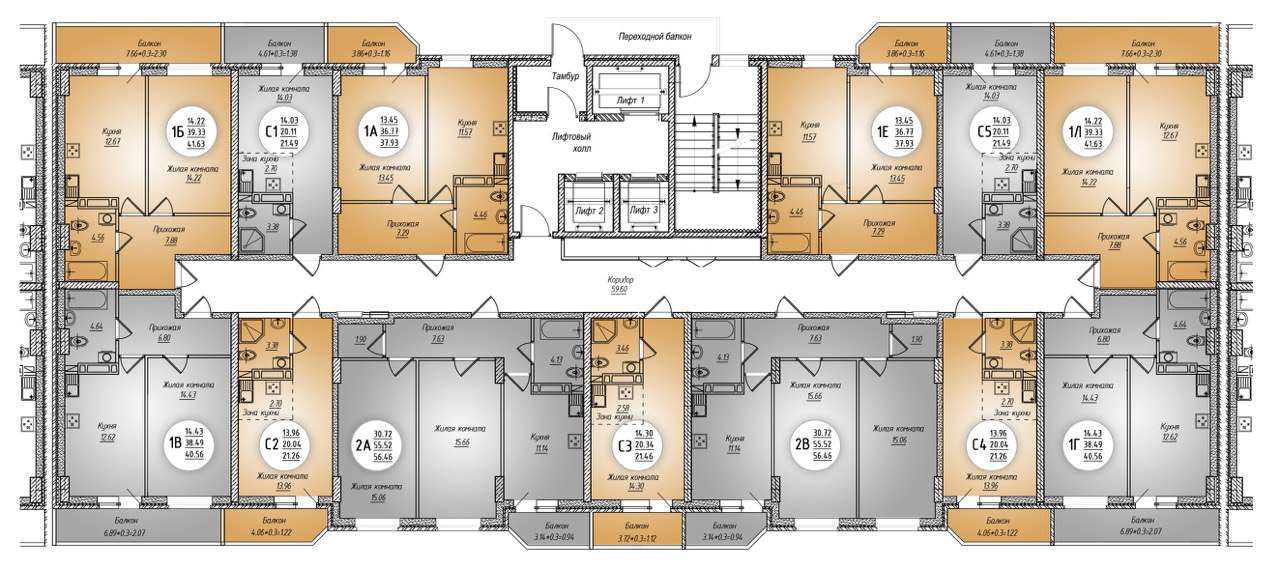 Балкон
7.66*0.3=2.30
Балкон
4.61*0.3=1.38
Балкон
3.86*0.3=1.16
Переходной балкон
Балкон
3.86*0.3=1.16
Балкон
4.61*0.3=1.38
Балкон
7.66*0.3=2.30
Кухня
12.67
1Б
14.22
39.33
41.63
Жилая комната
14.22
Жилая комната
14.03
С1
14.03
20.11
21.49
Зона кухни
2.70
3.38
1А
13.45
36.77
37.93
Жилая комната
13.45
Кухня
11.57
Тамбур
Лифт 1
Лифтовый
холл
Лифт 2
Лифт 3
Кухня
11.57
1Е
13.45
36.77
37.93
Жилая комната
13.45
Жилая комната
14.03
С5
14.03
20.11
21.49
Зона кухни
2.70
3.38
1Л
14.22
39.33
41.63
Жилая комната
14.22
Кухня
12.67
4.56
Прихожая
7.88
Прихожая
7.29
4.46
4.46
Прихожая
7.29
Прихожая
7.88
4.56
Коридор
59.60
4.64
Прихожая
6.80
3.38
1.90
Прихожая
7.63
4.13
3.46
4.13
Прихожая
7.63
1.90
3.38
Прихожая
6.80
4.64
Кухня
12.62
Жилая комната
14.43
1В
14.43
38.49
40.56
2.70
Зона кухни
С2
13.96
20.04
21.26
Жилая комната
13.96
2А
30.72
55.52
56.46
Жилая комната
15.06
Жилая комната
15.66
Кухня
11.14
2.58
Зона кухни
С3
14.30
20.34
21.46
Жилая комната
14.30
Кухня
11.14
Жилая комната
15.66
2В
30.72
55.52
56.46
Жилая комната
15.06
2.70
Зона кухни
С4
13.96
20.04
21.26
Жилая комната
13.96
Жилая комната
14.43
1Г
14.43
38.49
40.56
Кухня
12.62
Балкон
6.89*0.3=2.07
Балкон
4.06*0.3=1.22
Балкон
3.14*0.3=0.94
Балкон
3.72*0.3=1.12
Балкон
3.14*0.3=0.94
Балкон
4.06*0.3=1.22
Балкон
6.89*0.3=2.07